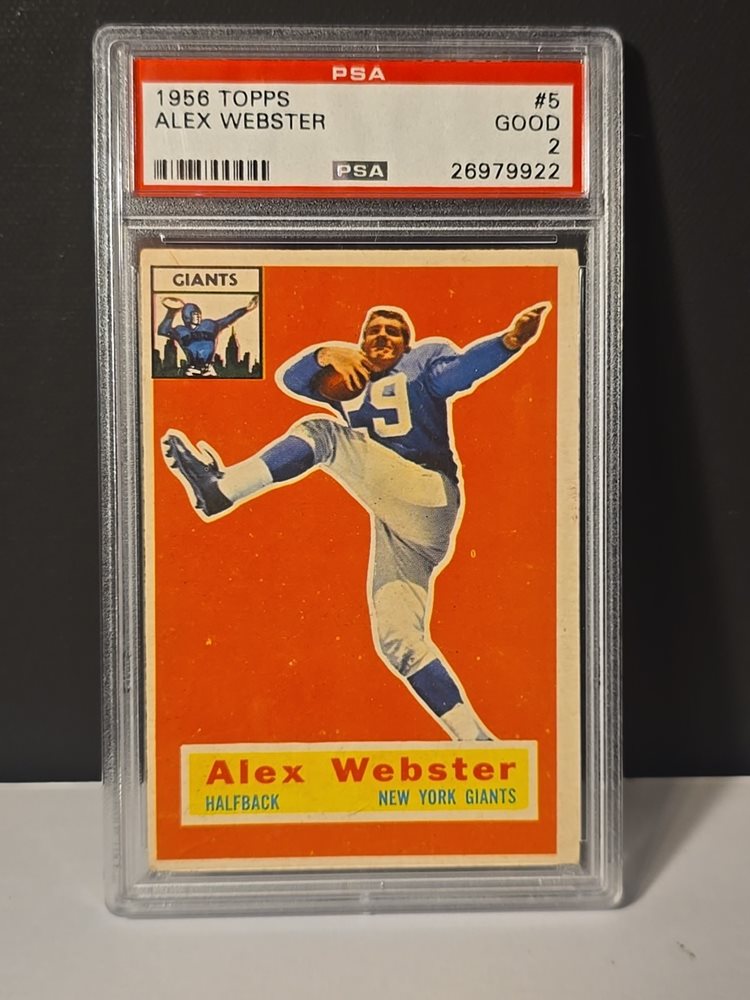 PSA
1956 TOPPS #5
ALEX WEBSTER GOOD
2
PSA 26979922
GIANTS
9
Alex Webster
HALFBACK NEW YORK GIANTS